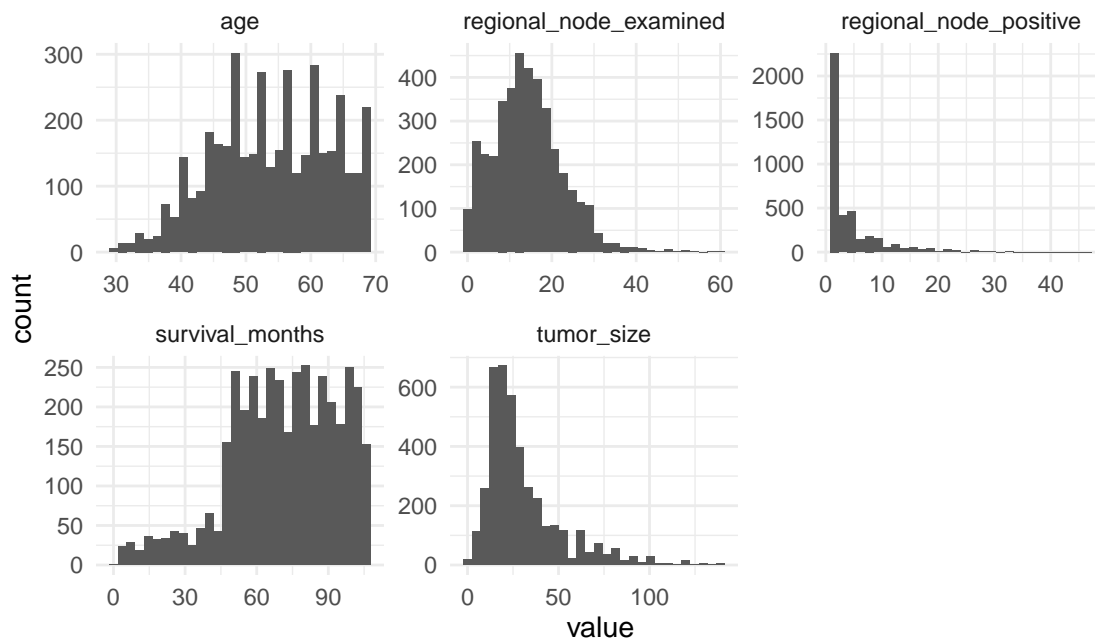 age
300
200
100
0
30 40 50 60 70
regional_node_examined
400
300
200
100
0
0 20 40 60
regional_node_positive
2000
1500
1000
500
0
0 10 20 30 40
count
survival_months
250
200
150
100
50
0
0 30 60 90
tumor_size
600
400
200
0
0 50 100
value